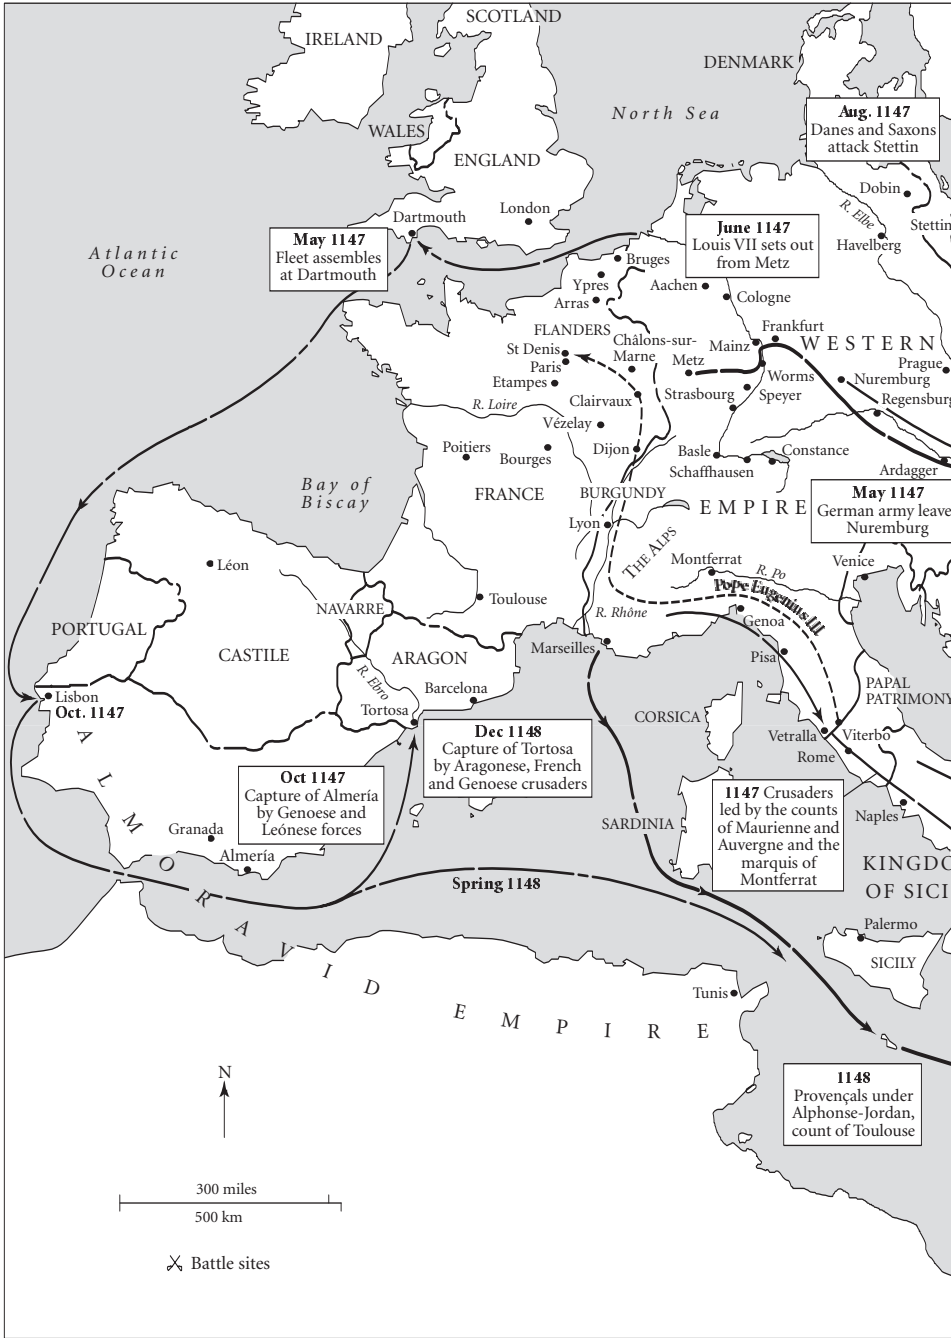 SCOTLAND
IRELAND
DENMARK
North Sea
Aug. 1147
Danes and Saxons
attack Stettin
WALES
ENGLAND
Dobin
R. Elbe
Stettin
London
Dartmouth
Havelberg
May 1147
Fleet assembles
at Dartmouth
June 1147
Louis VII sets out
from Metz
Atlantic
Ocean
Bruges
Ypres
Arras
Aachen
Cologne
FLANDERS
Frankfurt
WESTERN
St Denis
Paris
Etampes
Châlons-sur-
Marne
Metz
Mainz
Prague
Worms
Nuremburg
Strasbourg
Speyer
Regensburg
R. Loire
Clairvaux
Vézelay
Poitiers
Bourges
Dijon
Basle
Constance
Schaffhausen
Ardagger
Bay of
Biscay
FRANCE
BURGUNDY
EMPIRE
May 1147
German army leave
Nuremburg
Lyon
THE ALPS
Léon
Montferrat
R. Po
Venice
Pope Eugenius III
Toulouse
NAVARRE
R. Rhône
Genoa
PORTUGAL
CASTILE
ARAGON
Marseilles
Pisa
R. Ebro
Barcelona
Tortosa
Lisbon
Oct. 1147
CORSICA
PAPAL
PATRIMONY
Vetralla
Viterbo
Rome
Dec 1148
Capture of Tortosa
by Aragonese, French
and Genoese crusaders
Oct 1147
Capture of Almería
by Genoese and
Leónese forces
1147 Crusaders
led by the counts
of Maurienne and
Auvergne and the
marquis of
Montferrat
SARDINIA
Naples
Granada
Almería
KINGDO
OF SICI
Spring 1148
ALMORAVID EMPIRE
Palermo
SICILY
Tunis
N
1148
Provençals under
Alphonse-Jordan,
count of Toulouse
300 miles
500 km
Battle sites